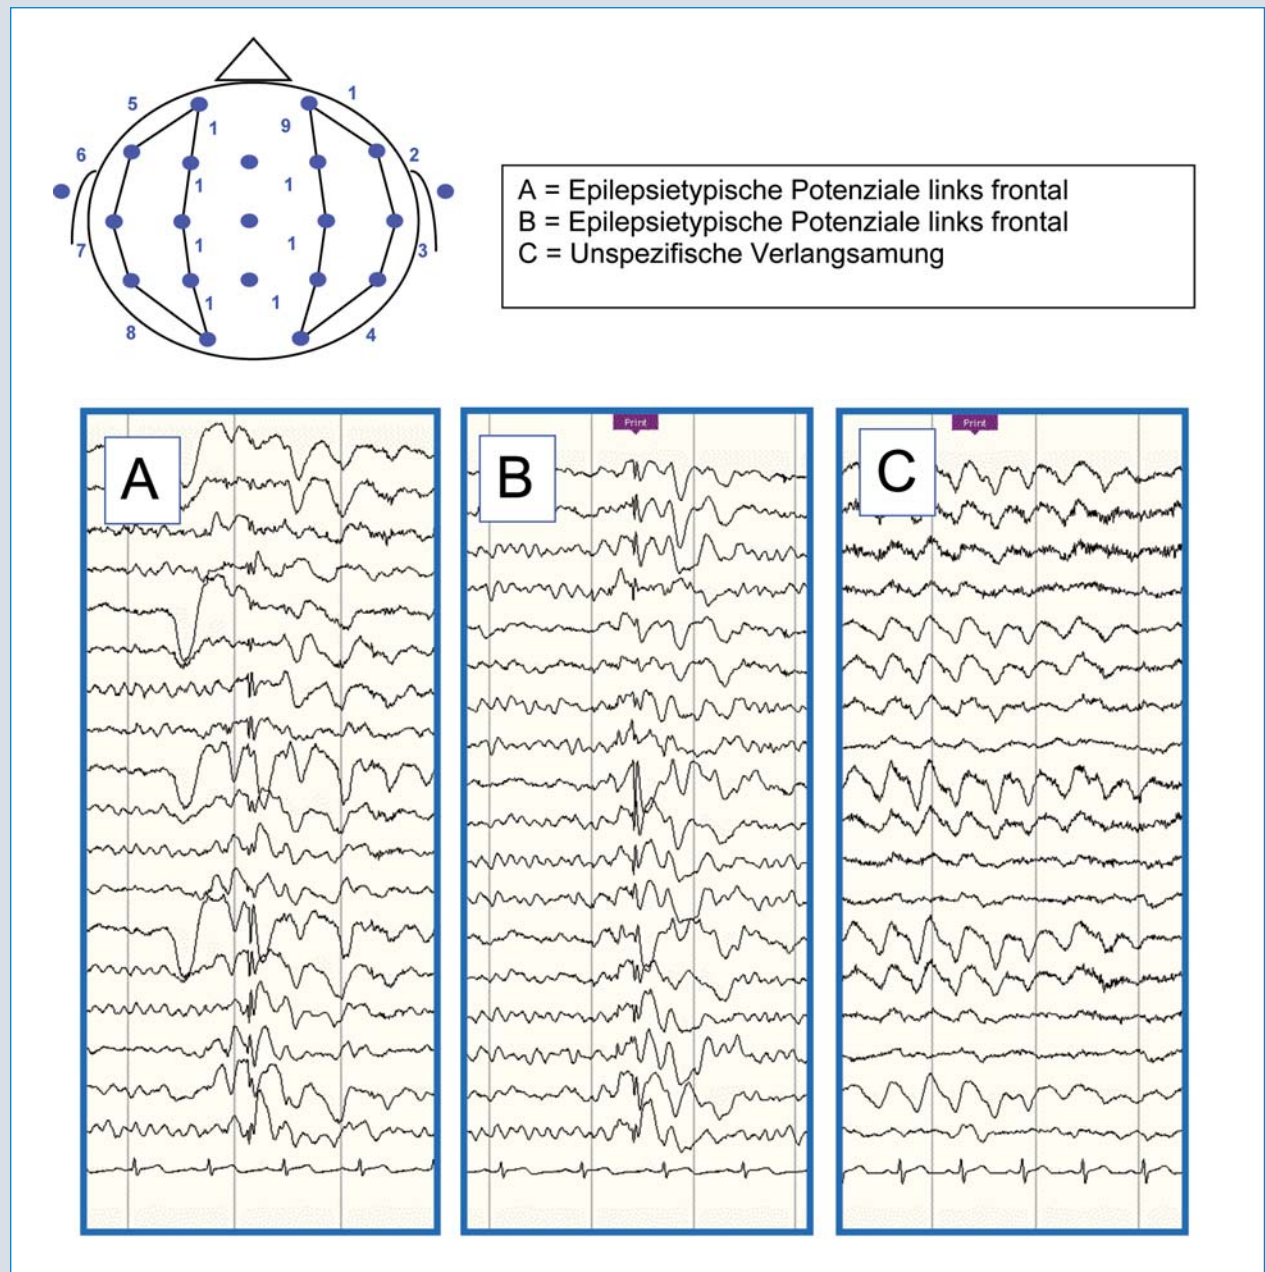 5
1
1
9
6
2
1
1
7
1
1
3
1
1
8
4
A = Epilepsietypische Potenziale links frontal
B = Epilepsietypische Potenziale links frontal
C = Unspezifische Verlangsamung
A
Print
B
Print
C